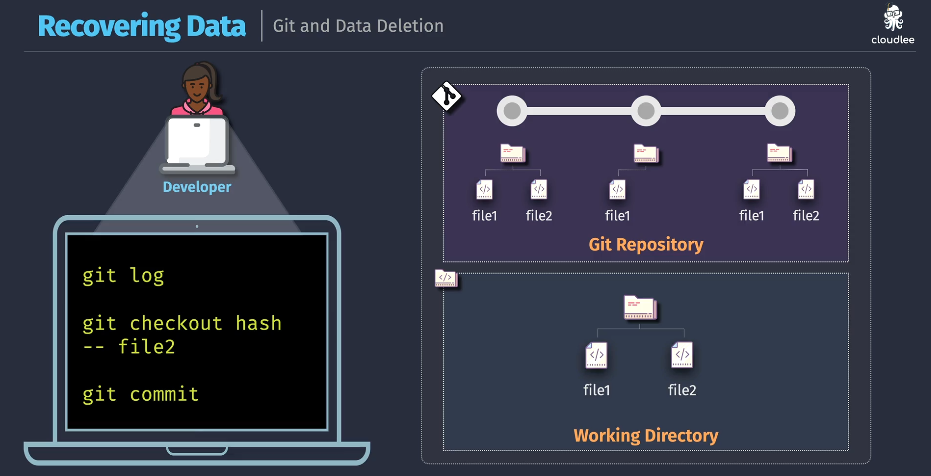 Recovering Data
Git and Data Deletion
cloudlee
Developer
git log
git checkout hash
-- file2
git commit
file1
file2
file1
file1
file2
Git Repository
file1
file2
Working Directory